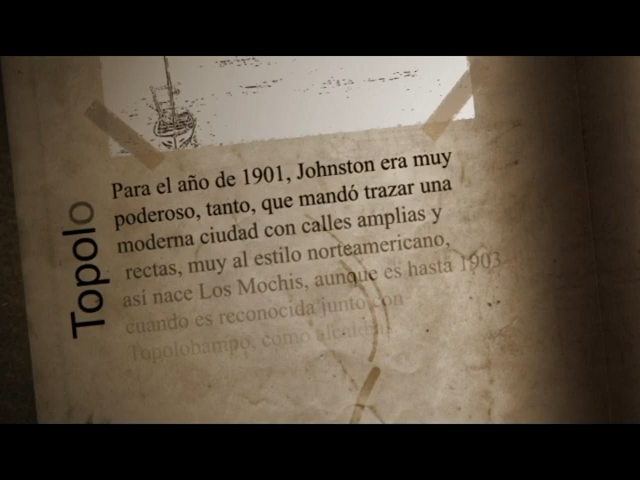 Para el año de 1901, Johnston era muy
poderoso, tanto, que mandó trazar una
moderna ciudad con calles amplias y
rectas, muy al estilo norteamericano,
así nace Los Mochis, aunque es hasta 1903
cuando es reconocida junto con
Topolobampo, como alcaldías
Topolo